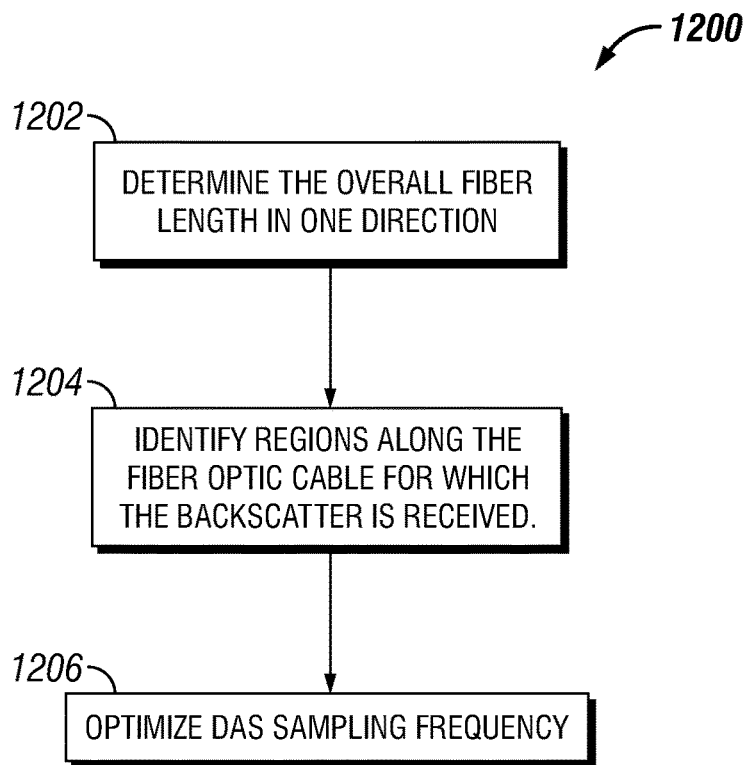 1200
1202
DETERMINE THE OVERALL FIBER
LENGTH IN ONE DIRECTION
1204
IDENTIFY REGIONS ALONG THE
FIBER OPTIC CABLE FOR WHICH
THE BACKSCATTER IS RECEIVED.
1206
OPTIMIZE DAS SAMPLING FREQUENCY